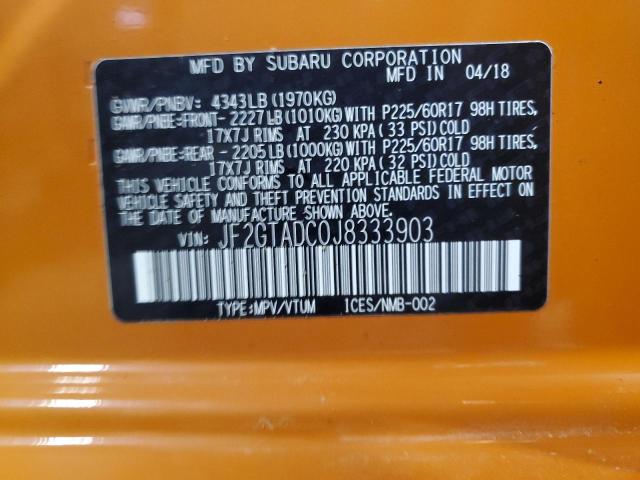 MFD BY SUBARU CORPORATION
MFD IN 04/18
GVWR/PNBV: 4343LB(1970KG)
GAWR/PNBE:FRONT- 2227LB(1010KG)WITH P225/60R17 98H TIRES,
17X7J RIMS AT 230 KPA(33 PSI)COLD
GAWR/PNBE:REAR - 2205LB(1000KG)WITH P225/60R17 98H TIRES,
17X7J RIMS AT 220 KPA(32 PSI)COLD
THIS VEHICLE CONFORMS TO ALL APPLICABLE FEDERAL MOTOR
VEHICLE SAFETY AND THEFT PREVENTION STANDARDS IN EFFECT ON
THE DATE OF MANUFACTURE SHOWN ABOVE.
VIN: JF2GTADC0J8333903
TYPE:MPV/VTUM ICES/NMB-002